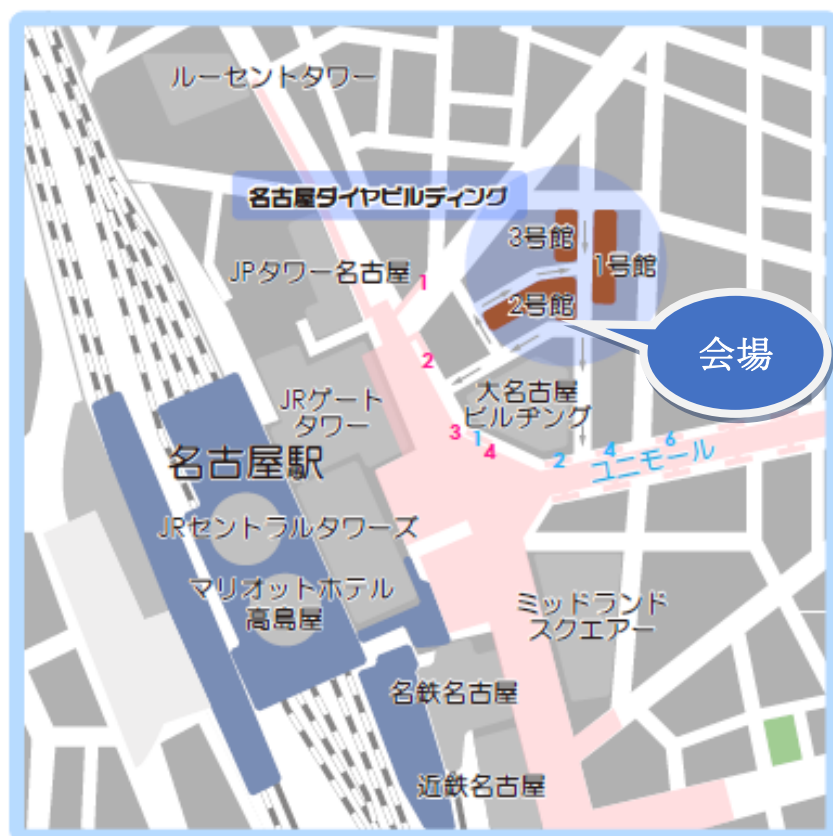 ルーセントタワー
名古屋ダイヤビルディング
3号館
1号館
JPタワー名古屋
1
2号館
会場
2
JRゲート
タワー
大名古屋
ビルヂング
3
1
4
2
4
6
ユニモール
名古屋駅
JRセントラルタワーズ
マリオットホテル
高島屋
ミッドランド
スクエアー
名鉄名古屋
近鉄名古屋